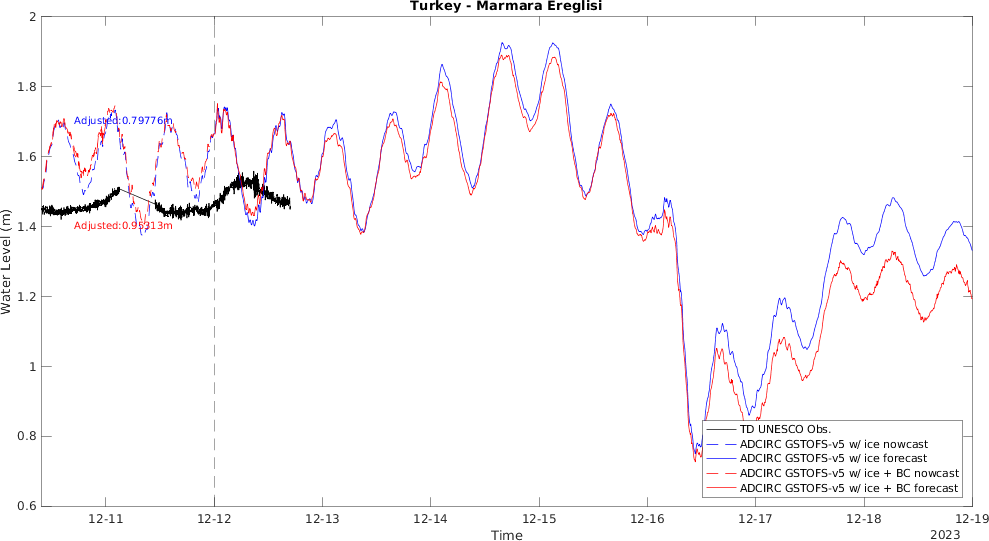 Turkey - Marmara Ereglisi
2
1.8
1.6
1.4
1.2
1
0.8
0.6
Water Level (m)
Adjusted:0.79776m
Adjusted:0.95313m
TD UNESCO Obs.
ADCIRC GSTOFS-v5 w/ ice nowcast
ADCIRC GSTOFS-v5 w/ ice forecast
ADCIRC GSTOFS-v5 w/ ice + BC nowcast
ADCIRC GSTOFS-v5 w/ ice + BC forecast
12-11 12-12 12-13 12-14 12-15 12-16 12-17 12-18 12-19
Time
2023